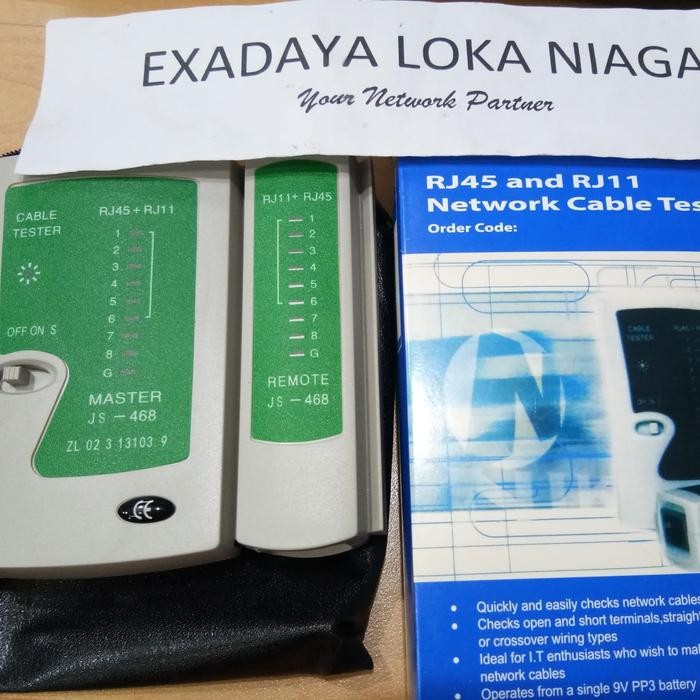 EXADAYA LOKA NIAGA
Your Network Partner
CABLE
TESTER
RJ45 + RJ11
1
2
3
4
5
6
7
8
G
OFF ON S
MASTER
JS - 468
ZL 02 3 13103.9
CE
RJ11+ RJ45
1
2
3
4
5
6
7
8
G
REMOTE
JS - 468
RJ45 and RJ11
Network Cable Tes
Order Code:
CABLE
TESTER
Quickly and easily checks network cables
Checks open and short terminals,straight
or crossover wiring types
Ideal for I.T enthusiasts who wish to mak
network cables
Operates from a single 9V PP3 battery